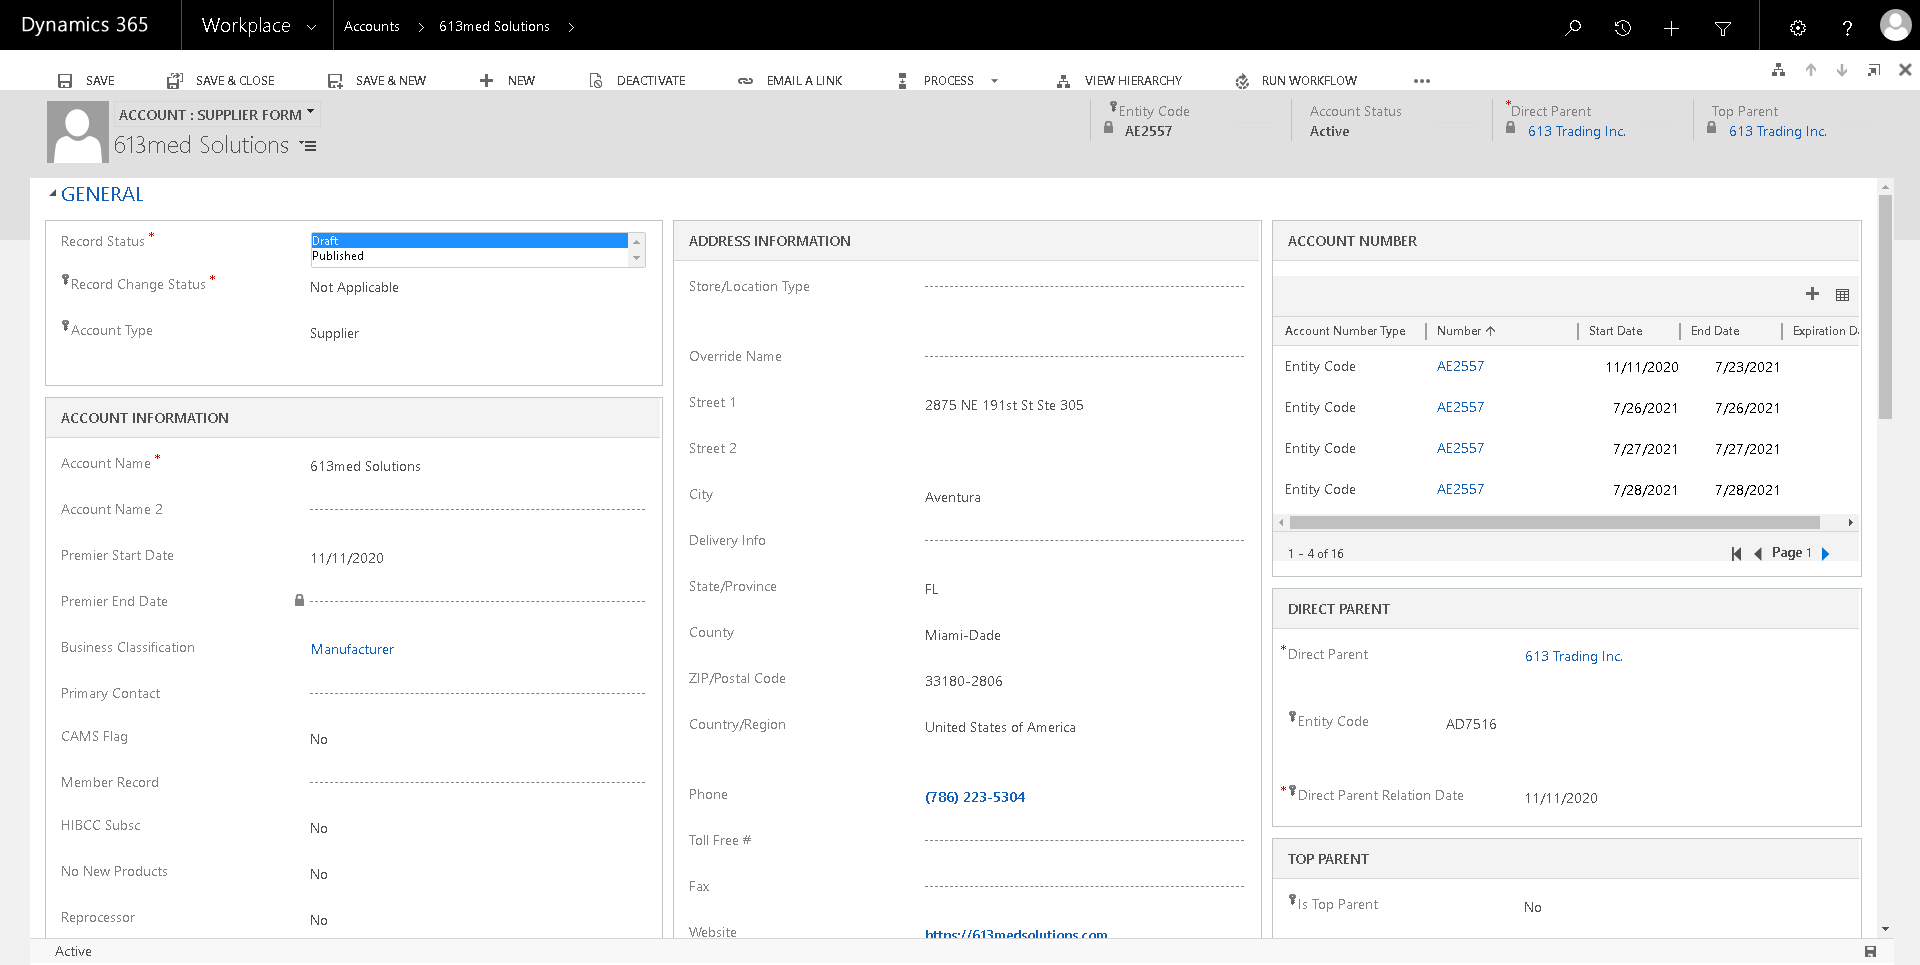 Dynamics 365
Workplace
Accounts > 613med Solutions >
SAVE
SAVE & CLOSE
SAVE & NEW
NEW
DEACTIVATE
EMAIL A LINK
PROCESS
VIEW HIERARCHY
RUN WORKFLOW
ACCOUNT : SUPPLIER FORM
613med Solutions
Entity Code
AE2557
Account Status
Active
*Direct Parent
613 Trading Inc.
Top Parent
613 Trading Inc.
GENERAL
Record Status *
Draft
Published
Record Change Status *
Not Applicable
Account Type
Supplier
ACCOUNT INFORMATION
Account Name *
613med Solutions
Account Name 2
Premier Start Date
11/11/2020
Premier End Date
Business Classification
Manufacturer
Primary Contact
CAMS Flag
No
Member Record
HIBCC Subsc
No
No New Products
No
Reprocessor
No
ADDRESS INFORMATION
Store/Location Type
Override Name
Street 1
2875 NE 191st St Ste 305
Street 2
City
Aventura
Delivery Info
State/Province
FL
County
Miami-Dade
ZIP/Postal Code
33180-2806
Country/Region
United States of America
Phone
(786) 223-5304
Toll Free #
Fax
Website
https://613medsolutions.com
ACCOUNT NUMBER
Account Number Type | Number ↑ | Start Date | End Date | Expiration D
Entity Code AE2557 11/11/2020 7/23/2021
Entity Code AE2557 7/26/2021 7/26/2021
Entity Code AE2557 7/27/2021 7/27/2021
Entity Code AE2557 7/28/2021 7/28/2021
1 - 4 of 16
Page 1
DIRECT PARENT
*Direct Parent
613 Trading Inc.
Entity Code
AD7516
*Direct Parent Relation Date
11/11/2020
TOP PARENT
Is Top Parent
No
Active